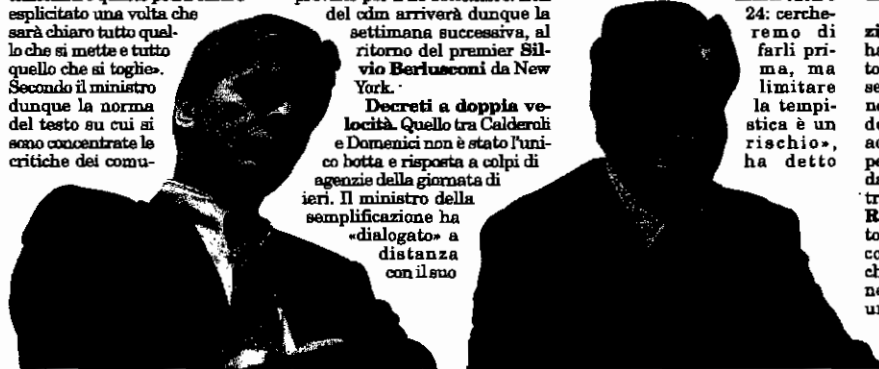 esplicitato una volta che
sarà chiaro tutto qual-
lo che si mette e tutto
quello che si toglie».
Secondo il ministro
dunque la norma
del testo su cui si
sono concentrate le
critiche dei comu-
del cdm arriverà dunque la
settimana successiva, al
ritorno del premier Sil-
vio Berlusconi da New
York.
Decreti a doppia ve-
locità. Quello tra Calderoli
e Domenici non è stato l'uni-
co botta e risposta a colpi di
agenzie della giornata di
ieri. Il ministro della
semplificazione ha
«dialogato» a
distanza
con il suo
24: cerche-
remo di
farli pri-
ma, ma
limitare
la tempi-
stica è un
rischio»,
ha detto